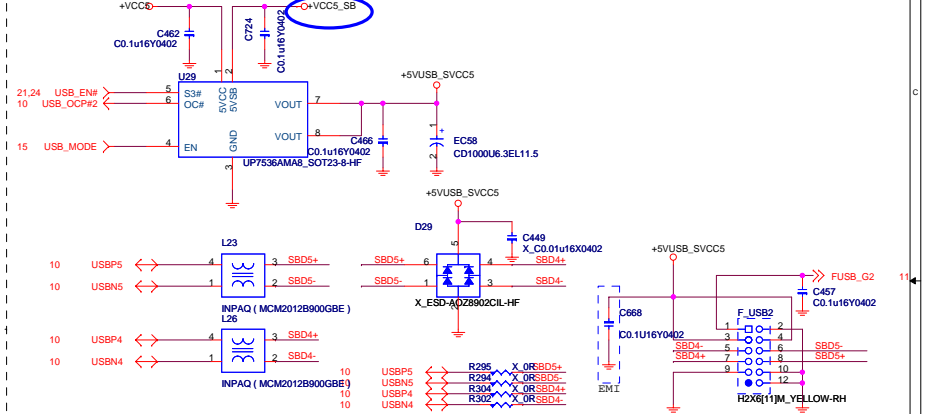 +VCC5
+VCC5_SB
C462
C0.1u16Y0402
C724
C0.1u16Y0402
1
2
U29
+5VUSB_SVCC5
21,24 USB_EN#
5
S3#
5VCC
5VSB
10 USB_OCP#2
6
OC#
VOUT
7
C
1
+
15 USB_MODE
4
EN
GND
VOUT
8
C466
C0.1u16Y0402
EC58
CD1000U6.3EL11.5
2
UP7536AMA8_SOT23-8-HF
3
+5VUSB_SVCC5
D29
5
C449
X_C0.01u16X0402
L23
10 USBP5
4
3
SBD5+
SBD5+
6
4
SBD4+
10 USBN5
1
2
SBD5-
SBD5-
1
3
SBD4-
+5VUSB_SVCC5
FUSB_G2
11
C457
C0.1u16Y0402
INPAQ ( MCM2012B900GBE )
X_ESD-AOZ8902CIL-HF
2
L26
C668
C0.1U16Y0402
F_USB2
1
2
3
4
10 USBP4
4
3
SBD4+
SBD4-
5
6
SBD5-
10 USBN4
1
2
SBD4-
SBD4+
7
8
SBD5+
9
10
12
INPAQ ( MCM2012B900GBE )
10 USBP5
R295
X_0R
SBD5+
10 USBN5
R294
X_0R
SBD5-
10 USBP4
R304
X_0R
SBD4+
10 USBN4
R302
X_0R
SBD4-
EMI
H2X6[11]M_YELLOW-RH